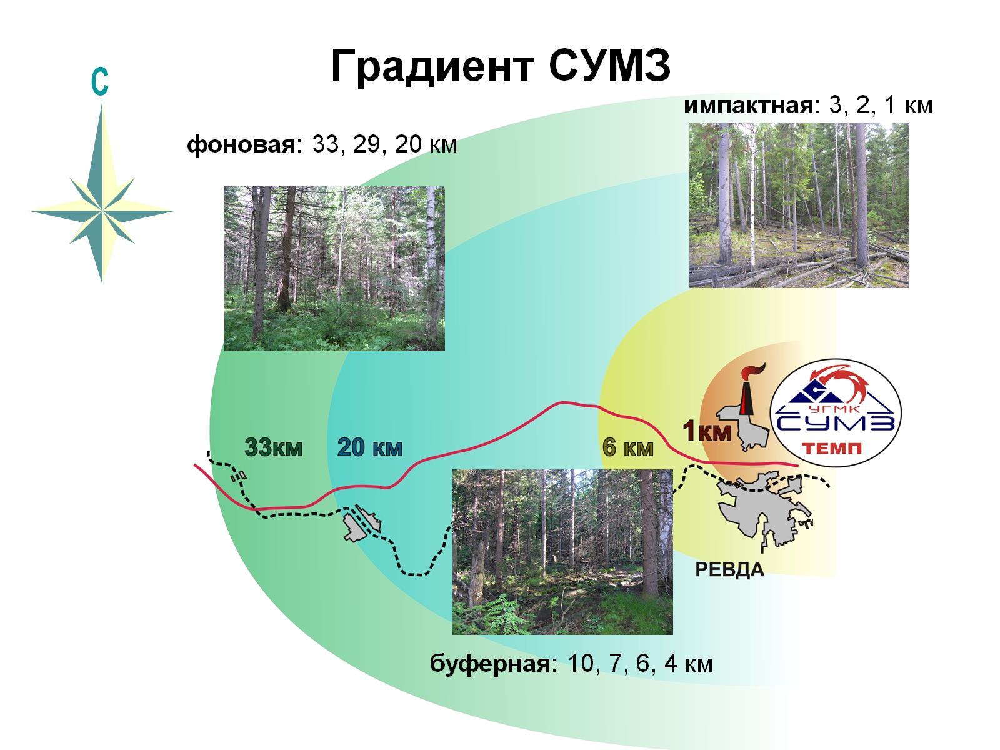 Градиент СУМЗ
С
импактная: 3, 2, 1 км
фоновая: 33, 29, 20 км
УГМК
СУМЗ
ТЕМП
33км
20 км
6 км
1км
РЕВДА
буферная: 10, 7, 6, 4 км